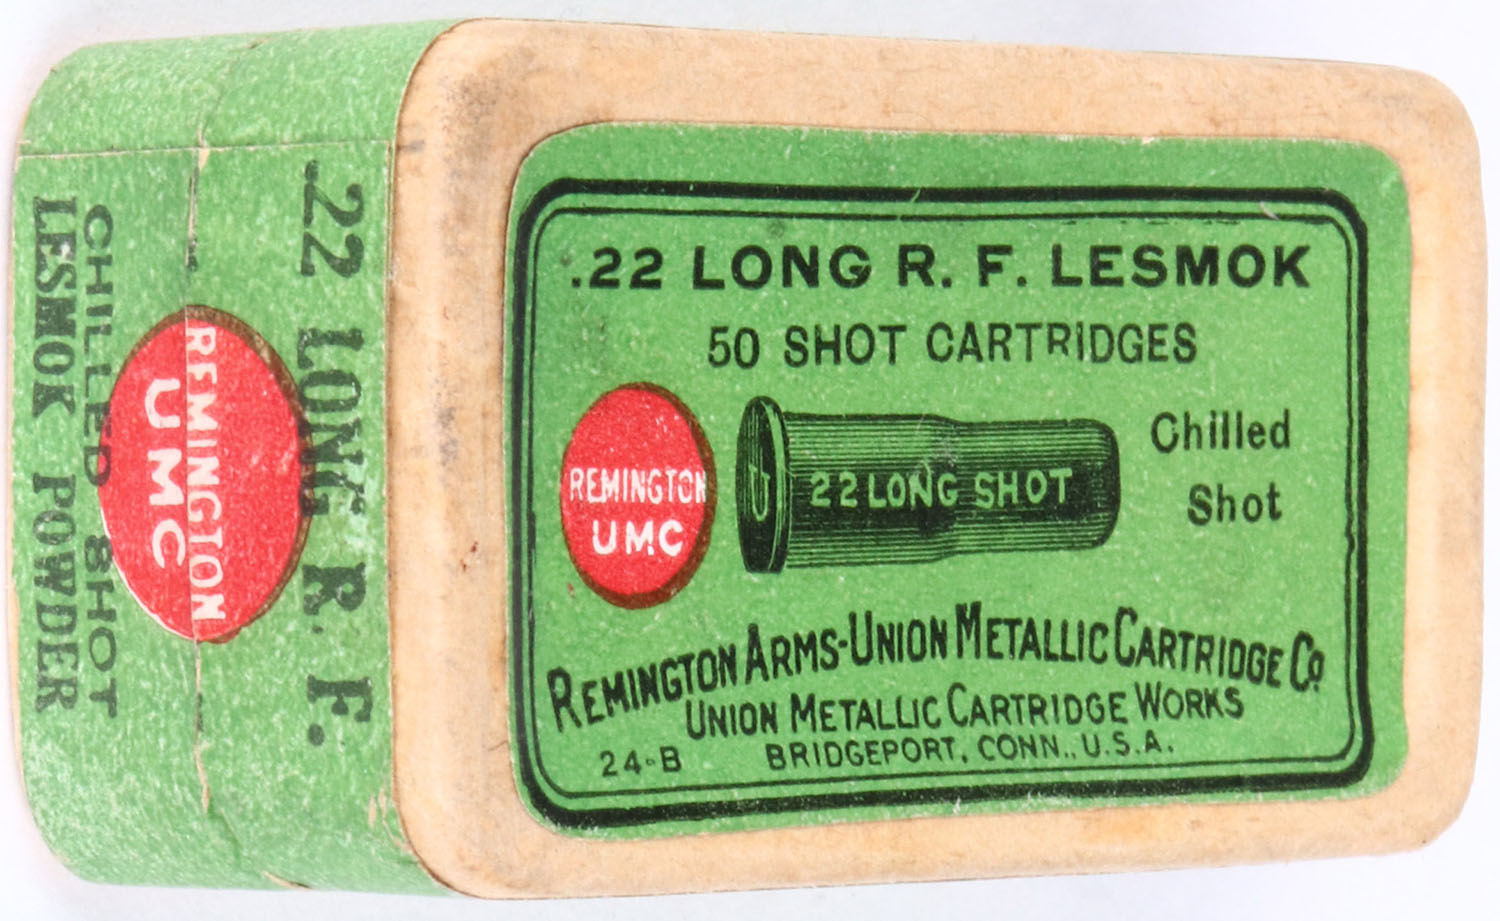 .22 LONG R. F. LESMOK
50 SHOT CARTRIDGES
REMINGTON
UMC
U
22 LONG SHOT
Chilled
Shot
REMINGTON ARMS-UNION METALLIC CARTRIDGE Co.
UNION METALLIC CARTRIDGE WORKS
24-B
BRIDGEPORT, CONN., U.S.A.
.22 LONG R. F.
REMINGTON
UMC
CHILLED SHOT
LESMOK POWDER